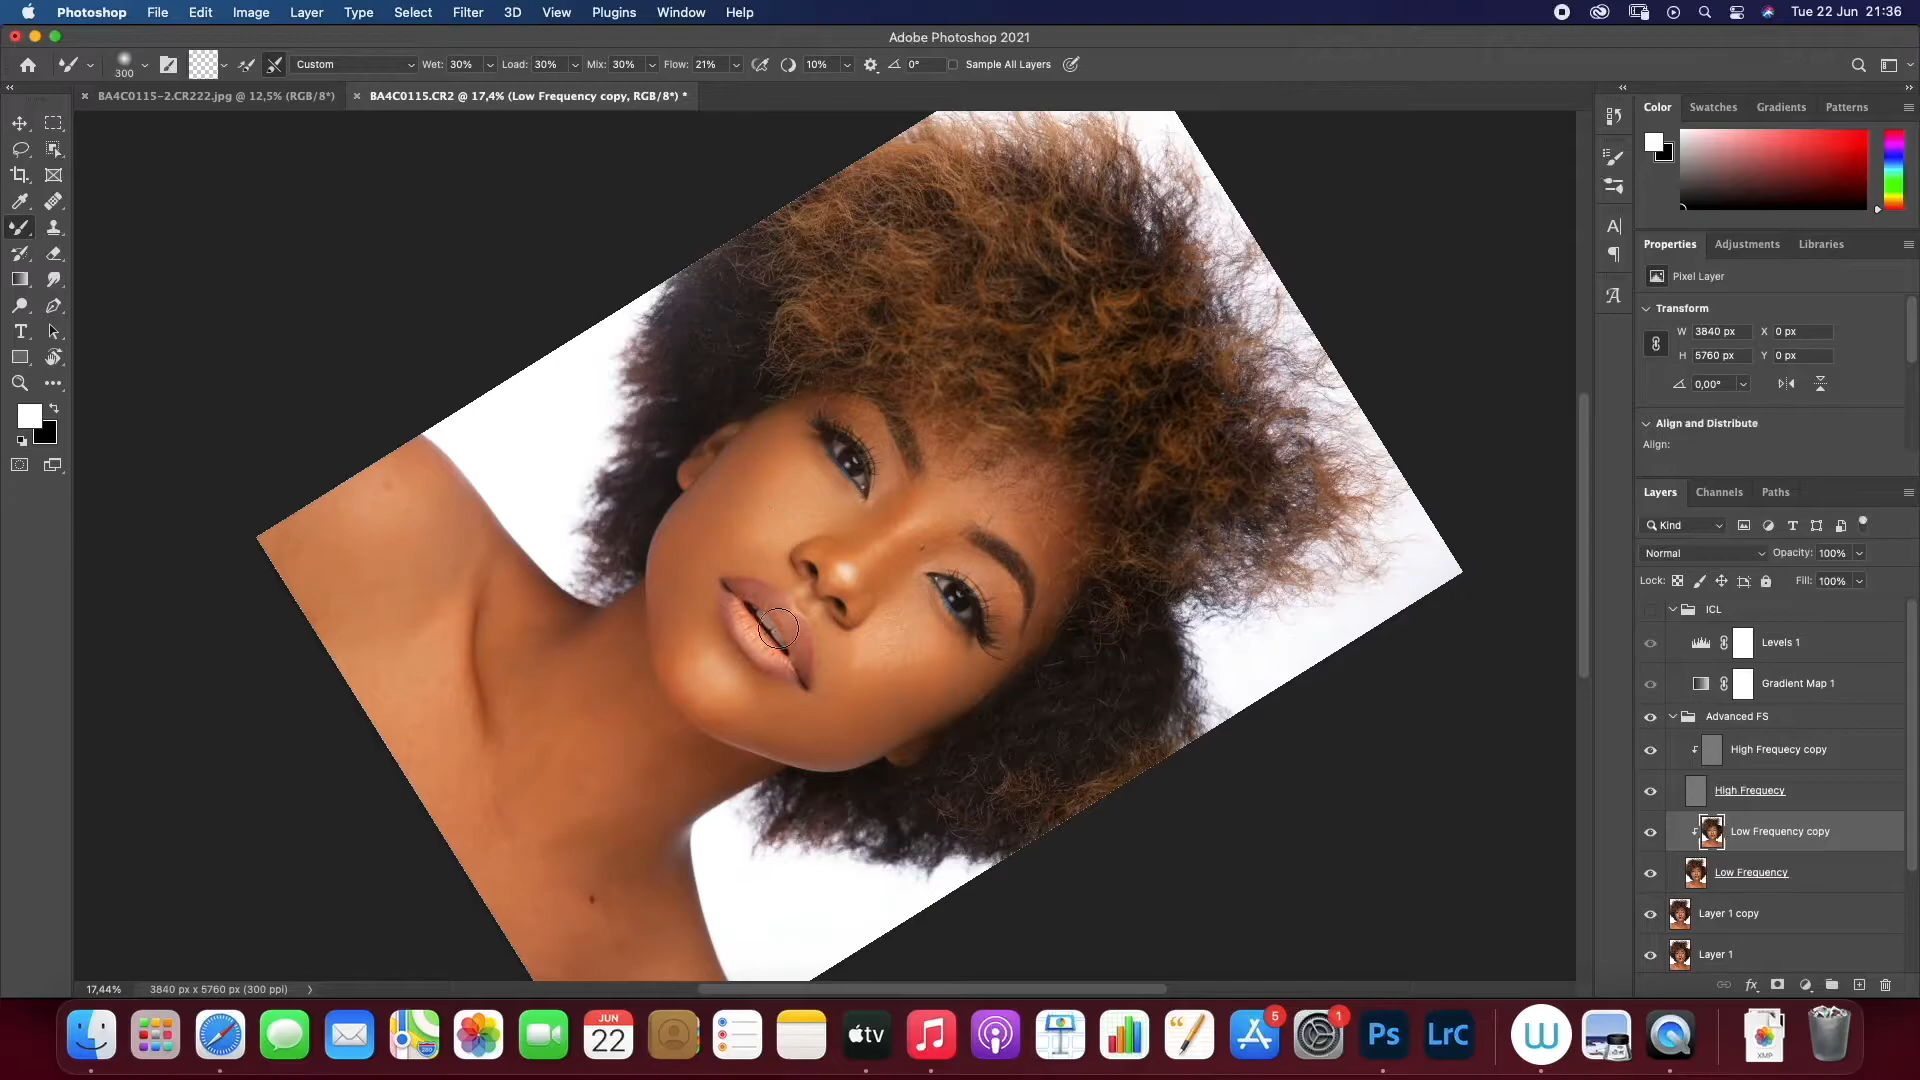 Photoshop File Edit Image Layer Type Select Filter 3D View Plugins Window Help Tue 22 Jun 21:36
Adobe Photoshop 2021
300 Custom Wet: 30% Load: 30% Mix: 30% Flow: 21% 10% 0° Sample All Layers
BA4C0115-2.CR222.jpg @ 12,5% (RGB/8*) BA4C0115.CR2 @ 17,4% (Low Frequency copy, RGB/8*) *
Color Swatches Gradients Patterns
Properties Adjustments Libraries
Pixel Layer
Transform
W 3840 px X 0 px
H 5760 px Y 0 px
0,00°
Align and Distribute
Align:
Layers Channels Paths
Kind
Normal Opacity: 100%
Lock: Fill: 100%
ICL
Levels 1
Gradient Map 1
Advanced FS
High Frequecy copy
High Frequecy
Low Frequency copy
Low Frequency
Layer 1 copy
Layer 1
17,44% 3840 px x 5760 px (300 ppi)
JUN
22
tv
5
1
Ps
LrC
W
XMP